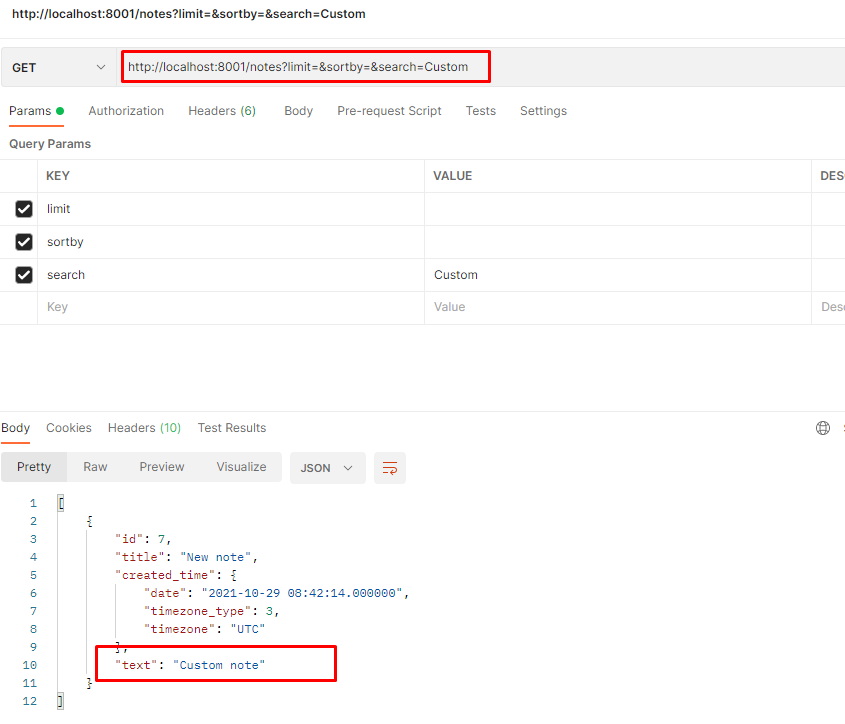 http://localhost:8001/notes?limit=&sortby=&search=Custom
GET http://localhost:8001/notes?limit=&sortby=&search=Custom
Params Authorization Headers (6) Body Pre-request Script Tests Settings
Query Params
KEY VALUE DES
limit
sortby
search Custom
Key Value Desc
Body Cookies Headers (10) Test Results
Pretty Raw Preview Visualize JSON
1 [
2 {
3 "id": 7,
4 "title": "New note",
5 "created_time": {
6 "date": "2021-10-29 08:42:14.000000",
7 "timezone_type": 3,
8 "timezone": "UTC"
9 },
10 "text": "Custom note"
11 }
12 ]